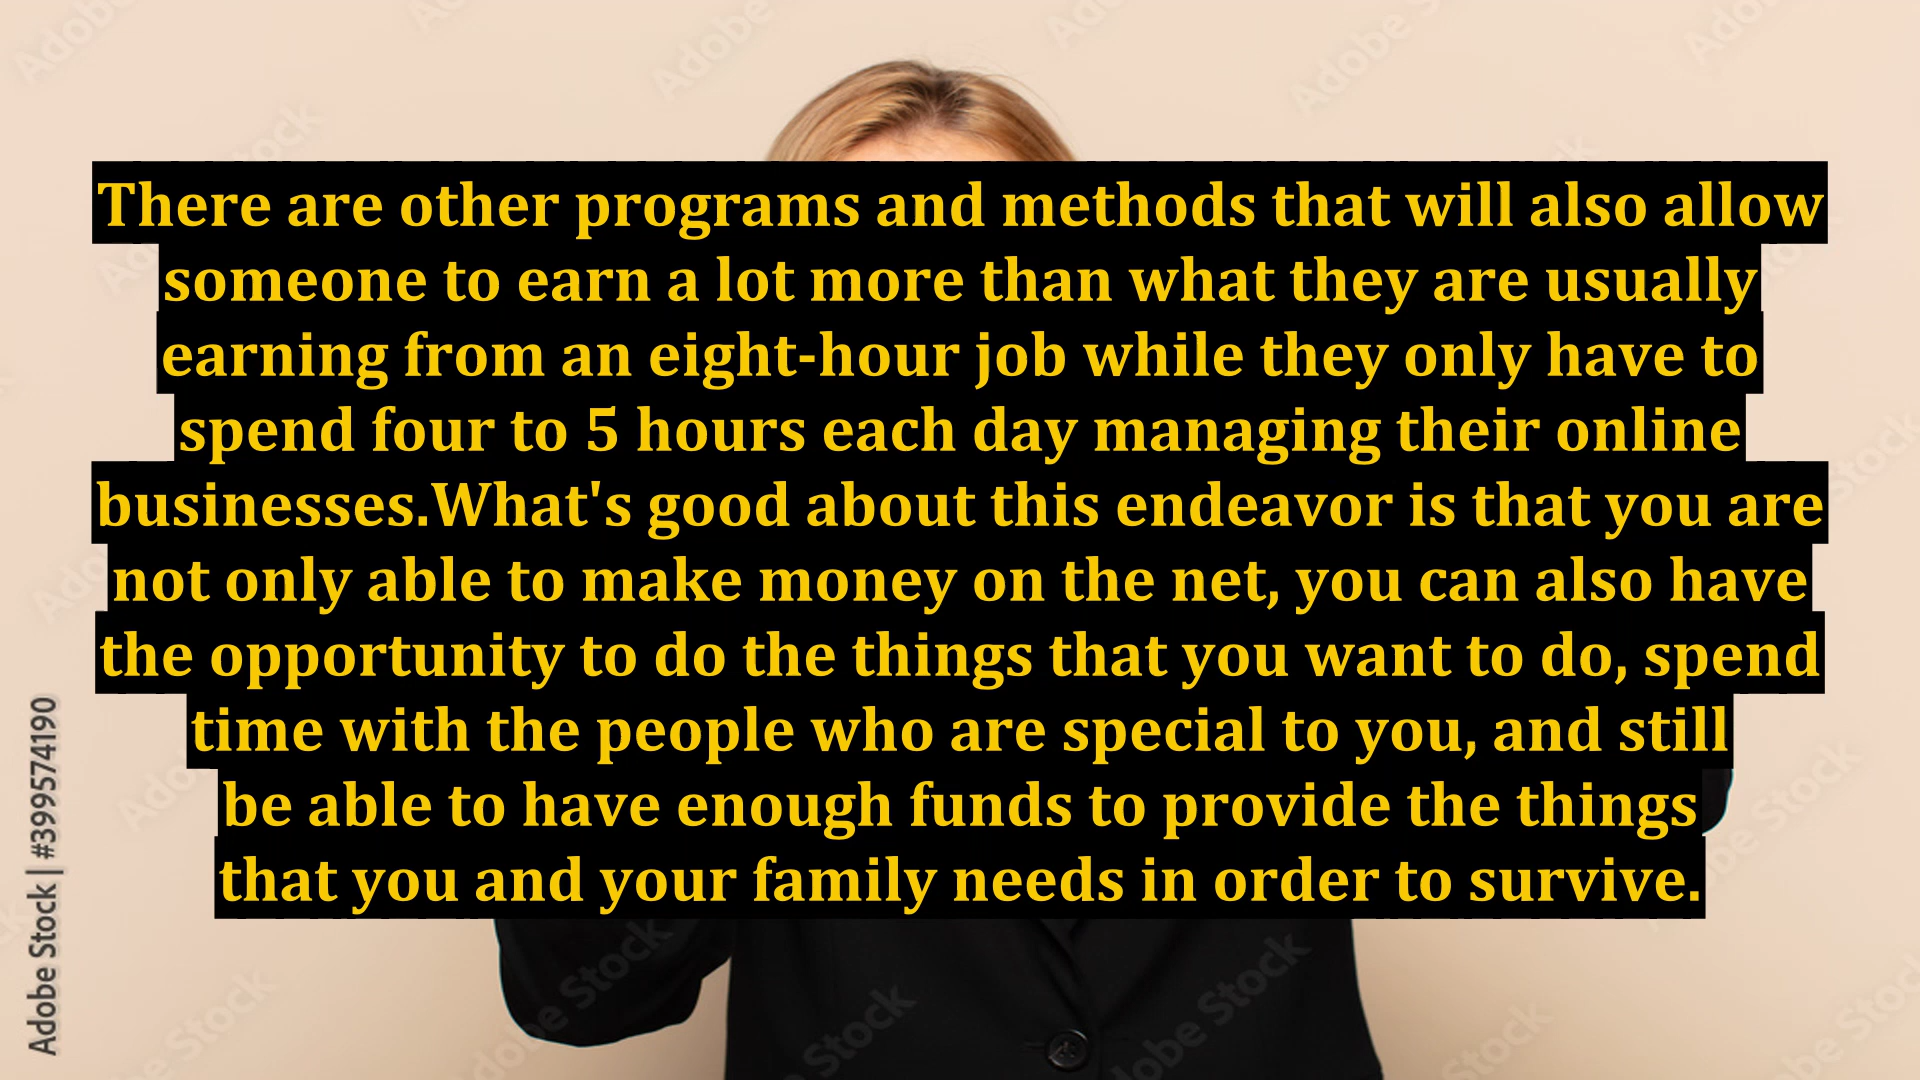 There are other programs and methods that will also allow
someone to earn a lot more than what they are usually
earning from an eight-hour job while they only have to
spend four to 5 hours each day managing their online
businesses.What's good about this endeavor is that you are
not only able to make money on the net, you can also have
the opportunity to do the things that you want to do, spend
time with the people who are special to you, and still
be able to have enough funds to provide the things
that you and your family needs in order to survive.
Adobe Stock | #399574190